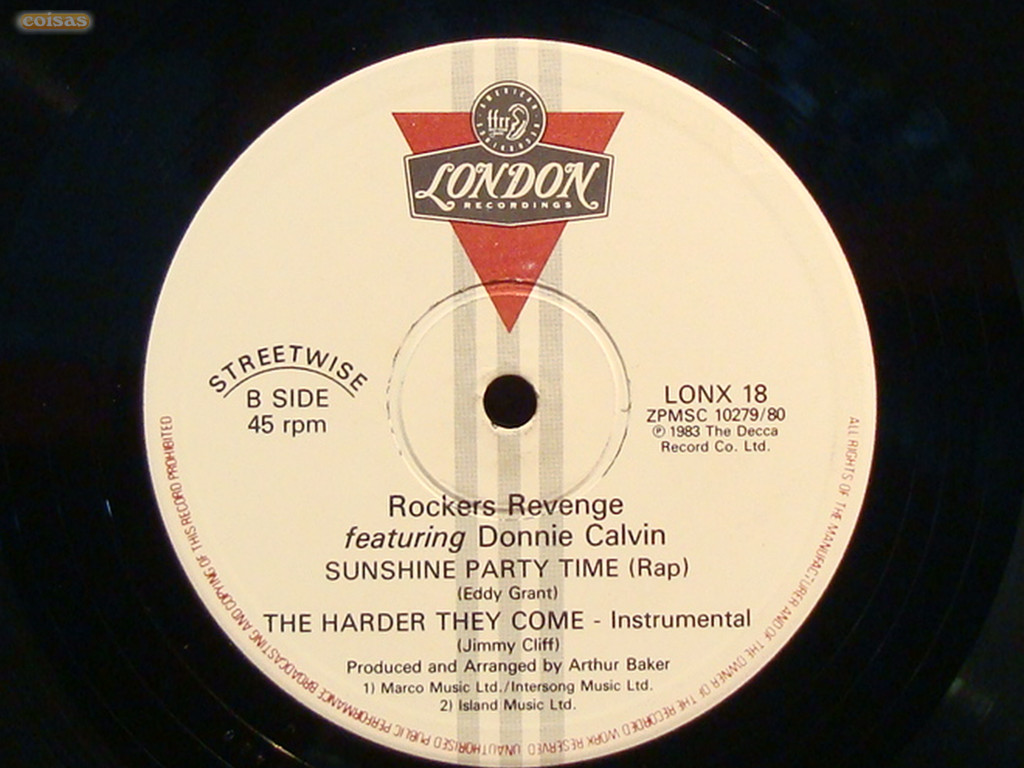 coisas
AMERICAN
ffrr
LONDON
RECORDINGS
STREETWISE
B SIDE
45 rpm
LONX 18
ZPMSC 10279/80
Ⓟ 1983 The Decca
Record Co. Ltd.
Rockers Revenge
featuring Donnie Calvin
SUNSHINE PARTY TIME (Rap)
(Eddy Grant)
THE HARDER THEY COME - Instrumental
(Jimmy Cliff)
Produced and Arranged by Arthur Baker
1) Marco Music Ltd./Intersong Music Ltd.
2) Island Music Ltd.
ALL RIGHTS OF THE MANUFACTURER AND OF THE OWNER OF THE RECORDED WORK RESERVED UNAUTHORISED PUBLIC PERFORMANCE BROADCASTING AND COPYING OF THIS RECORD PROHIBITED